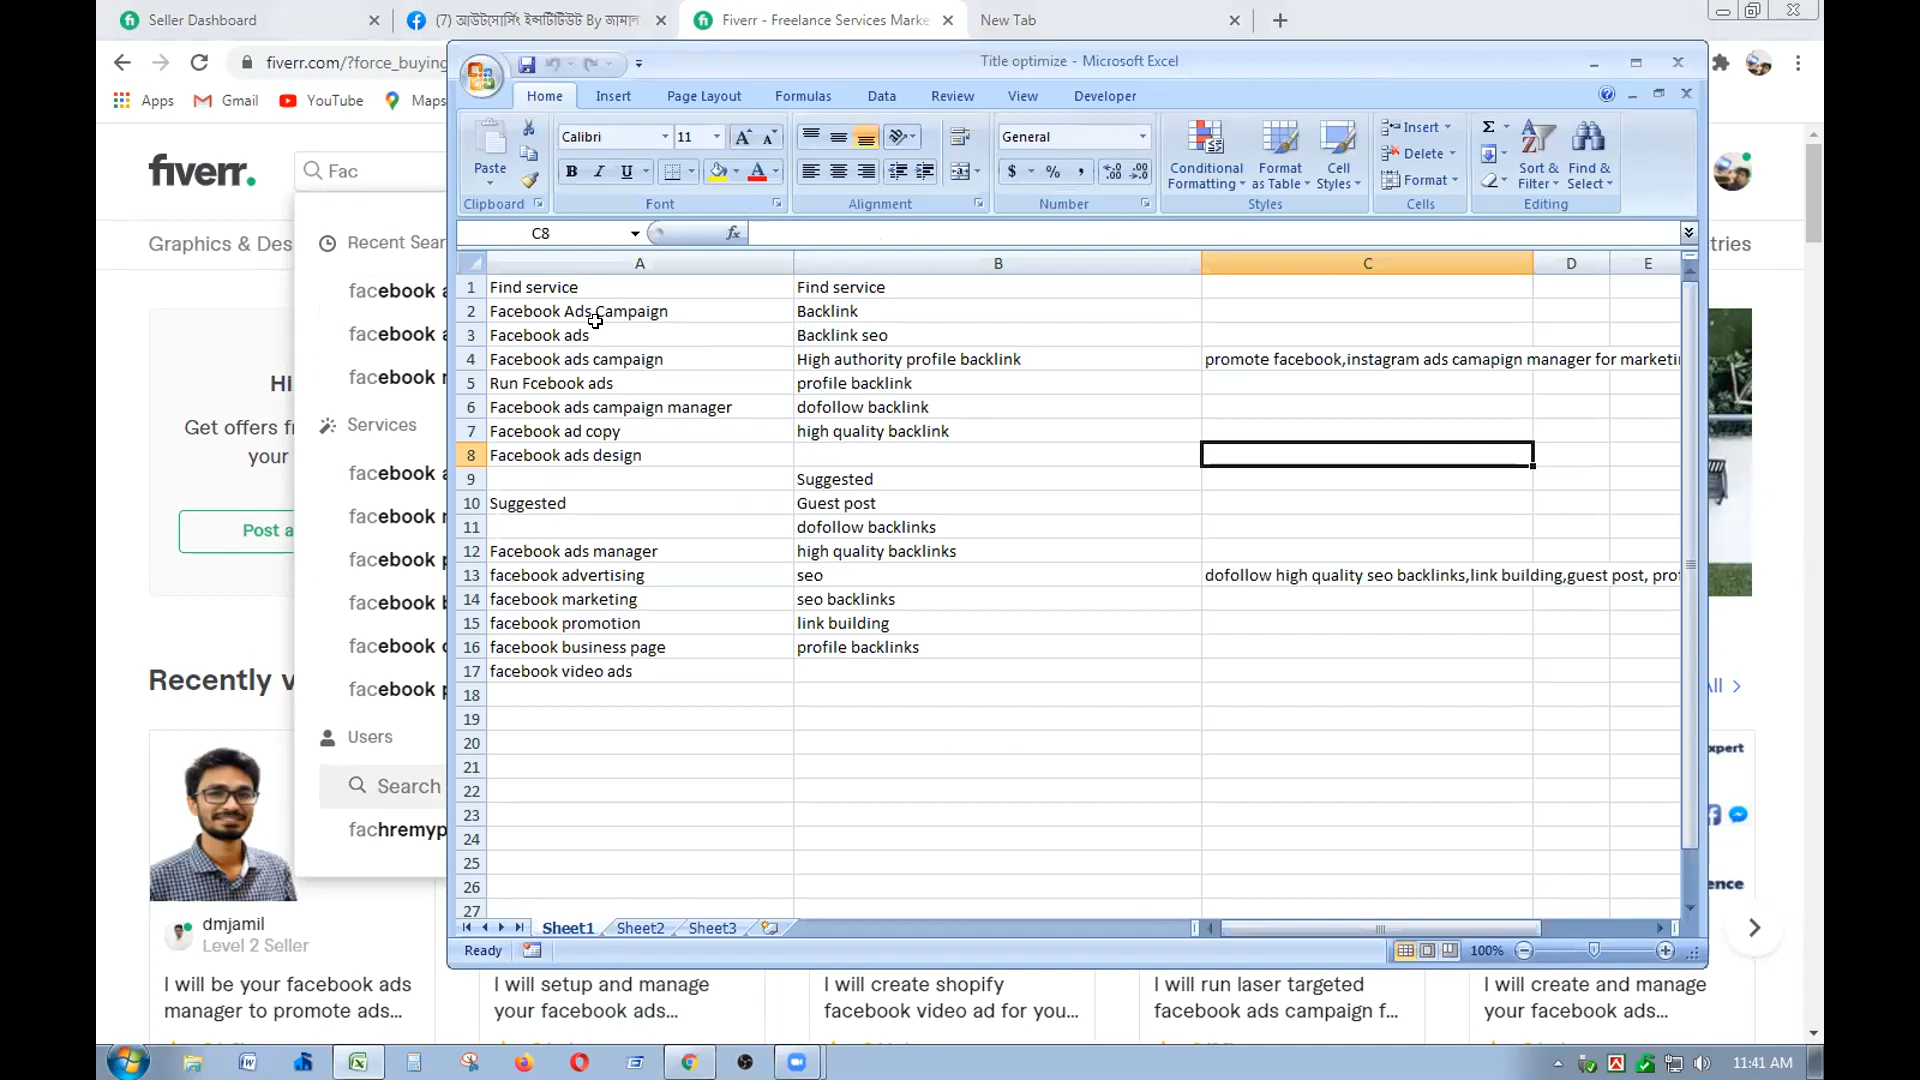 Seller Dashboard
(7) আউটসোর্সিং ইন্সটিটিউট By জামাল
Fiverr - Freelance Services Marke
New Tab
fiverr.com/?force_buying
Apps
Gmail
YouTube
Maps
Title optimize - Microsoft Excel
Home
Insert
Page Layout
Formulas
Data
Review
View
Developer
Paste
Calibri
11
General
Conditional Formatting
Format as Table
Cell Styles
Insert
Delete
Format
Sort & Filter
Find & Select
Clipboard
Font
Alignment
Number
Styles
Cells
Editing
C8
fx
A B C D E
1 Find service Find service
2 Facebook Ads Campaign Backlink
3 Facebook ads Backlink seo
4 Facebook ads campaign High authority profile backlink promote facebook,instagram ads camapign manager for marketin
5 Run Fcebook ads profile backlink
6 Facebook ads campaign manager dofollow backlink
7 Facebook ad copy high quality backlink
8 Facebook ads design
9 Suggested
10 Suggested Guest post
11 dofollow backlinks
12 Facebook ads manager high quality backlinks
13 facebook advertising seo dofollow high quality seo backlinks,link building,guest post, prof
14 facebook marketing seo backlinks
15 facebook promotion link building
16 facebook business page profile backlinks
17 facebook video ads
18
19
20
21
22
23
24
25
26
27
Sheet1
Sheet2
Sheet3
Ready
100%
fiverr.
Fac
Graphics & Des
Recent Sear
facebook a
facebook a
facebook r
Services
facebook a
facebook r
facebook p
facebook b
facebook c
facebook p
Users
Search
fachremyp
Hi
Get offers f
your
Post a
Recently v
tries
All
xpert
ence
dmjamil
Level 2 Seller
I will be your facebook ads
manager to promote ads...
I will setup and manage
your facebook ads...
I will create shopify
facebook video ad for you...
I will run laser targeted
facebook ads campaign f...
I will create and manage
your facebook ads...
11:41 AM